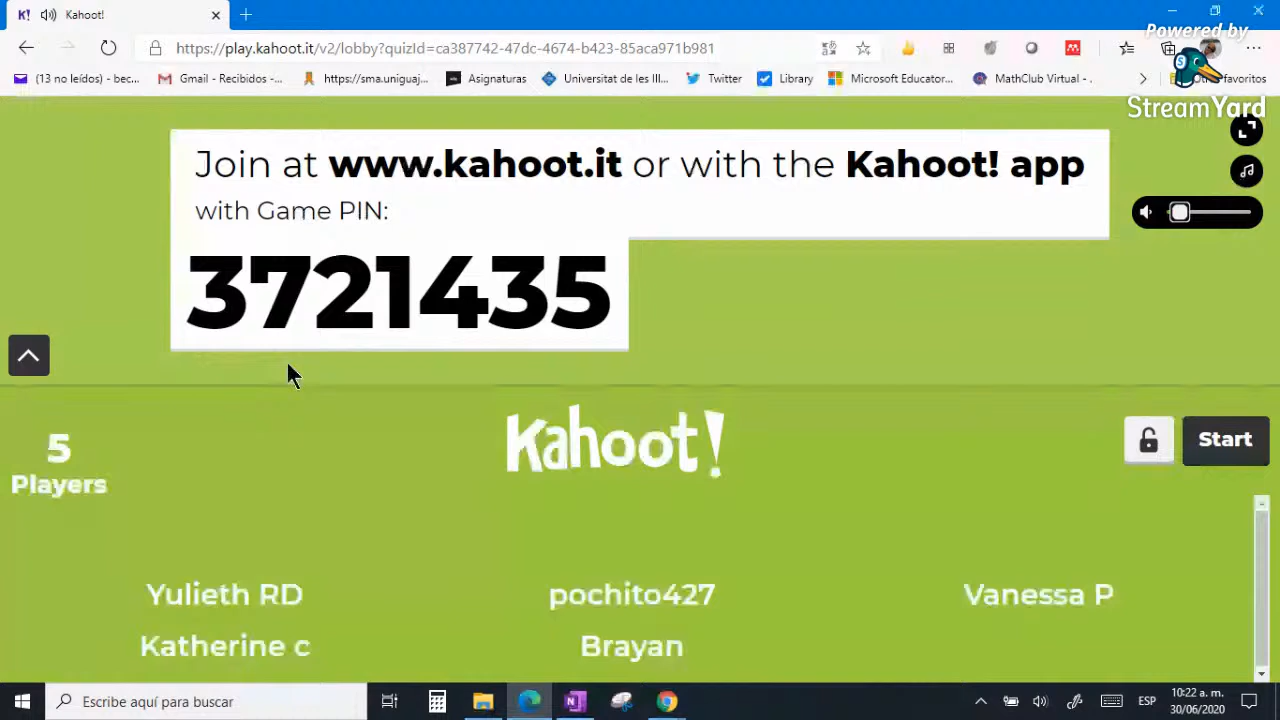 K! Kahoot!
Powered by
https://play.kahoot.it/v2/lobby?quizId=ca387742-47dc-4674-b423-85aca971b981
(13 no leídos) - bec...
Gmail - Recibidos -...
https://sma.uniguaj...
Asignaturas
Universitat de les Ill...
Twitter
Library
Microsoft Educator...
MathClub Virtual - .
Otros favoritos
S
StreamYard
Join at www.kahoot.it or with the Kahoot! app
with Game PIN:
3721435
5
Players
Kahoot!
Start
Yulieth RD
pochito427
Vanessa P
Katherine c
Brayan
Escribe aquí para buscar
ESP
10:22 a. m.
30/06/2020